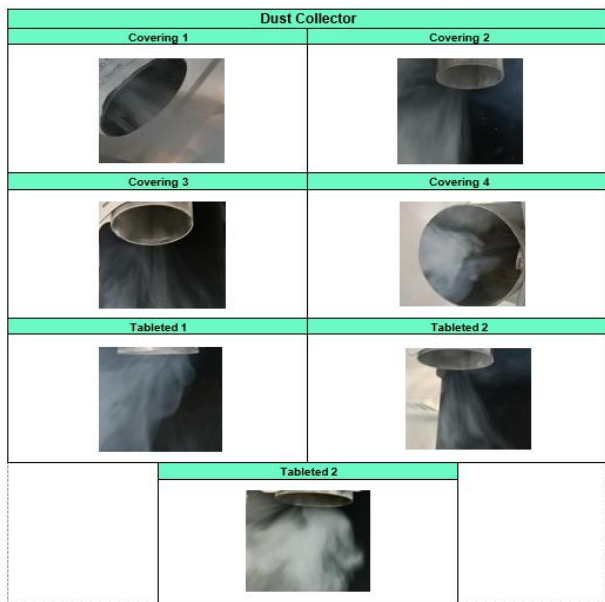 Dust Collector
Covering 1
Covering 2
Covering 3
Covering 4
Tableted 1
Tableted 2
Tableted 2